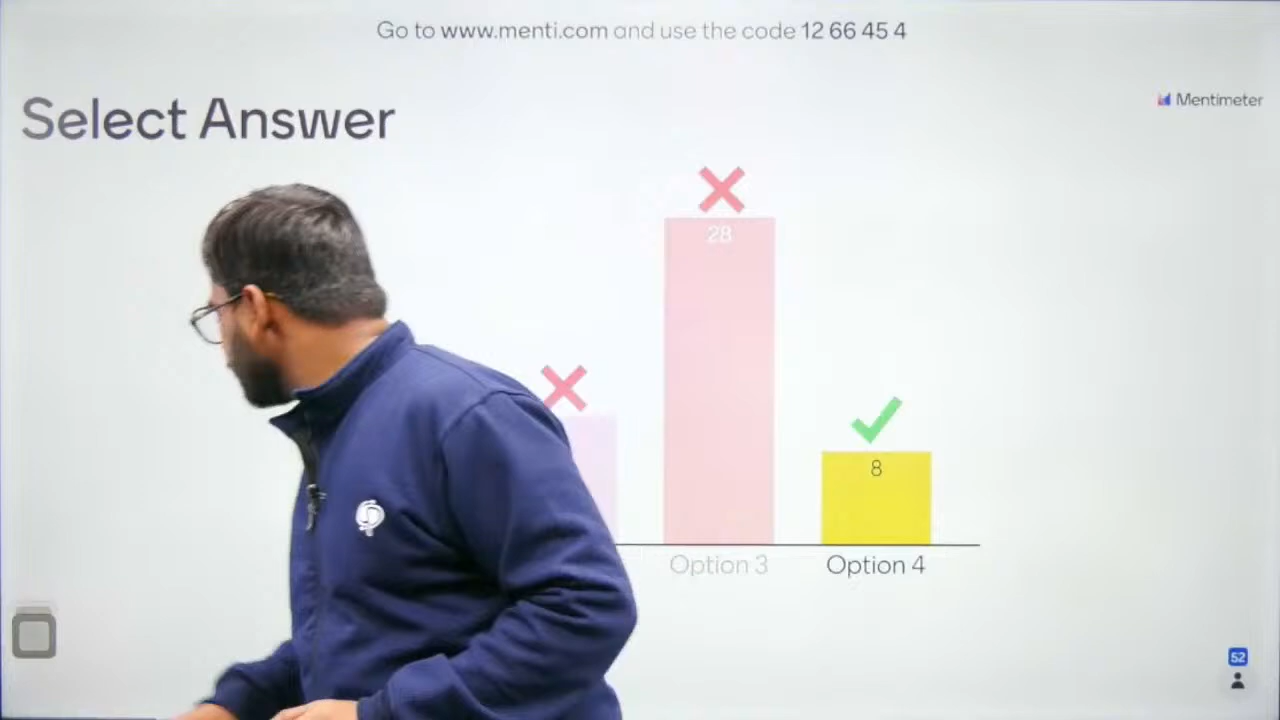 Go to www.menti.com and use the code 12 66 45 4
Mentimeter
Select Answer
28
8
Option 3
Option 4
52